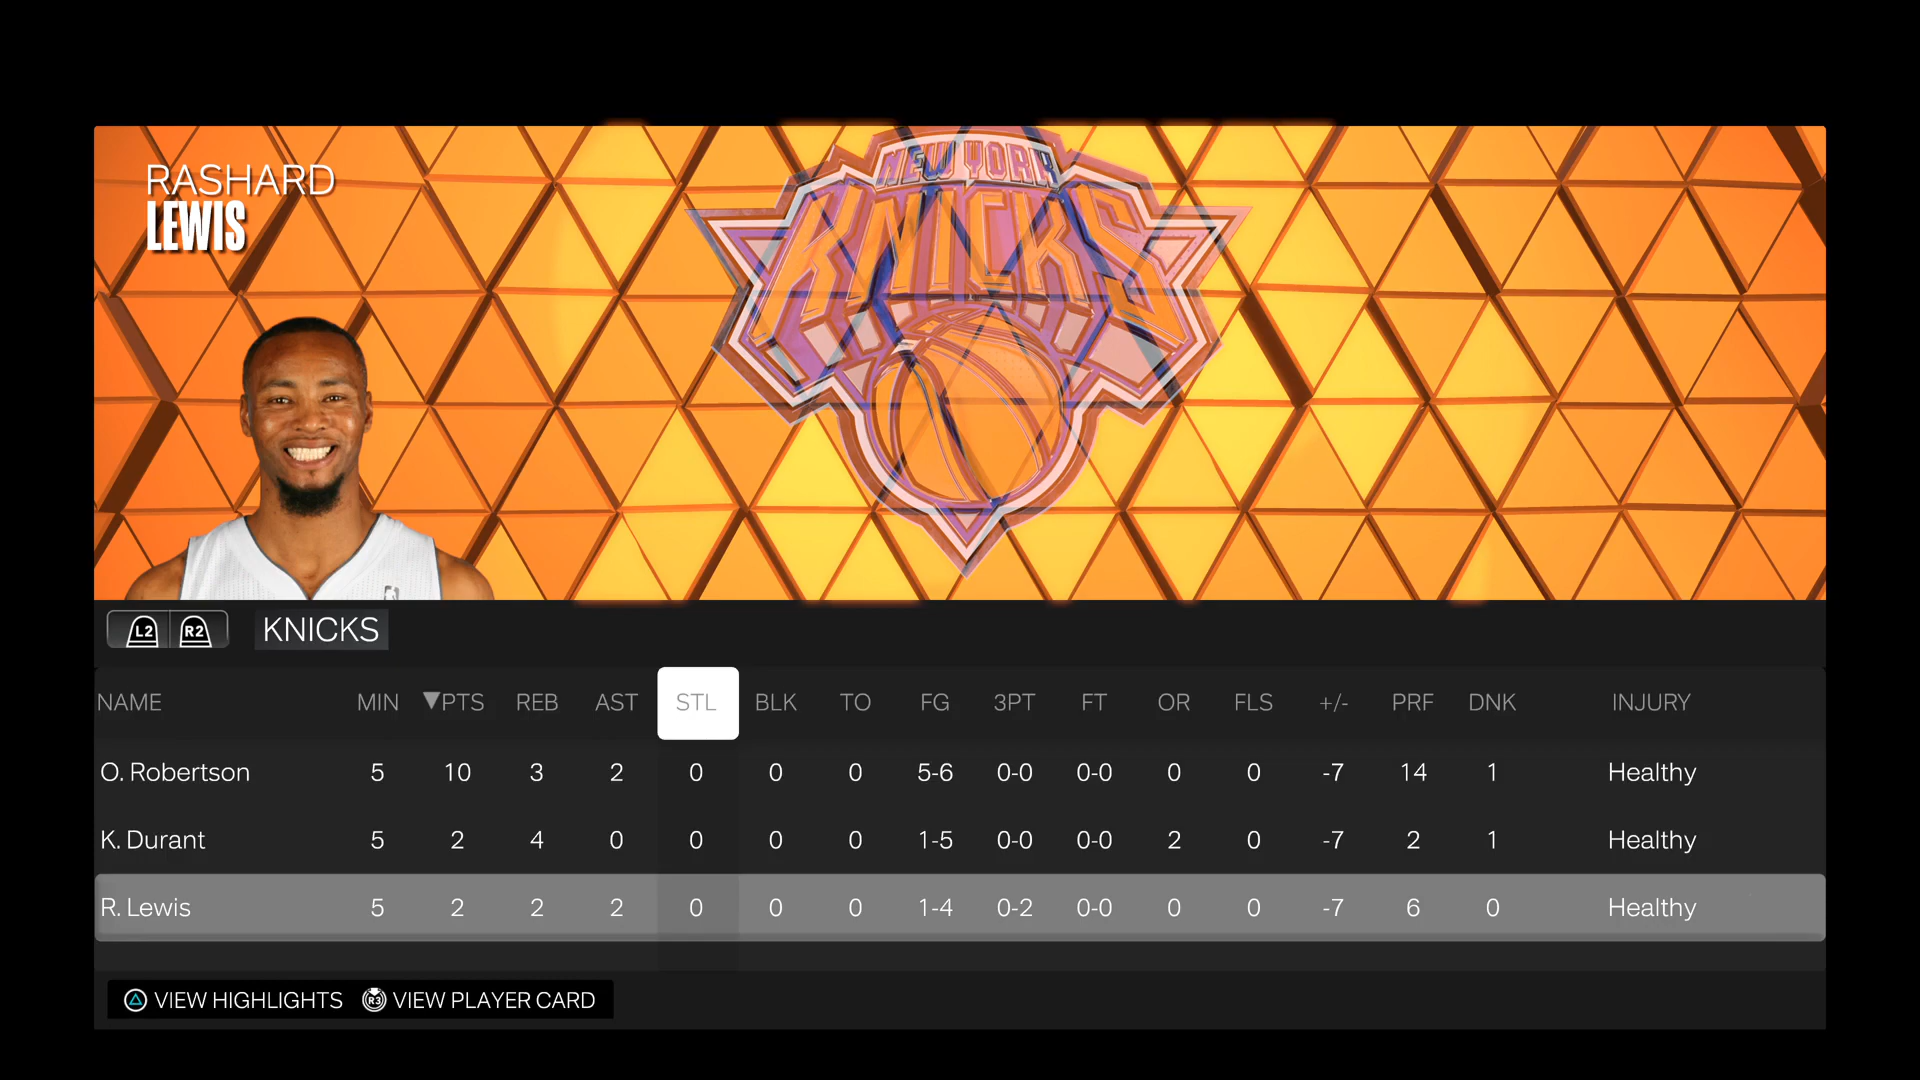 RASHARD
LEWIS
NEW YORK
KNICKS
L2 R2 KNICKS
NAME MIN ▼PTS REB AST STL BLK TO FG 3PT FT OR FLS +/- PRF DNK INJURY
O. Robertson 5 10 3 2 0 0 0 5-6 0-0 0-0 0 0 -7 14 1 Healthy
K. Durant 5 2 4 0 0 0 0 1-5 0-0 0-0 2 0 -7 2 1 Healthy
R. Lewis 5 2 2 2 0 0 0 1-4 0-2 0-0 0 0 -7 6 0 Healthy
VIEW HIGHLIGHTS R3 VIEW PLAYER CARD